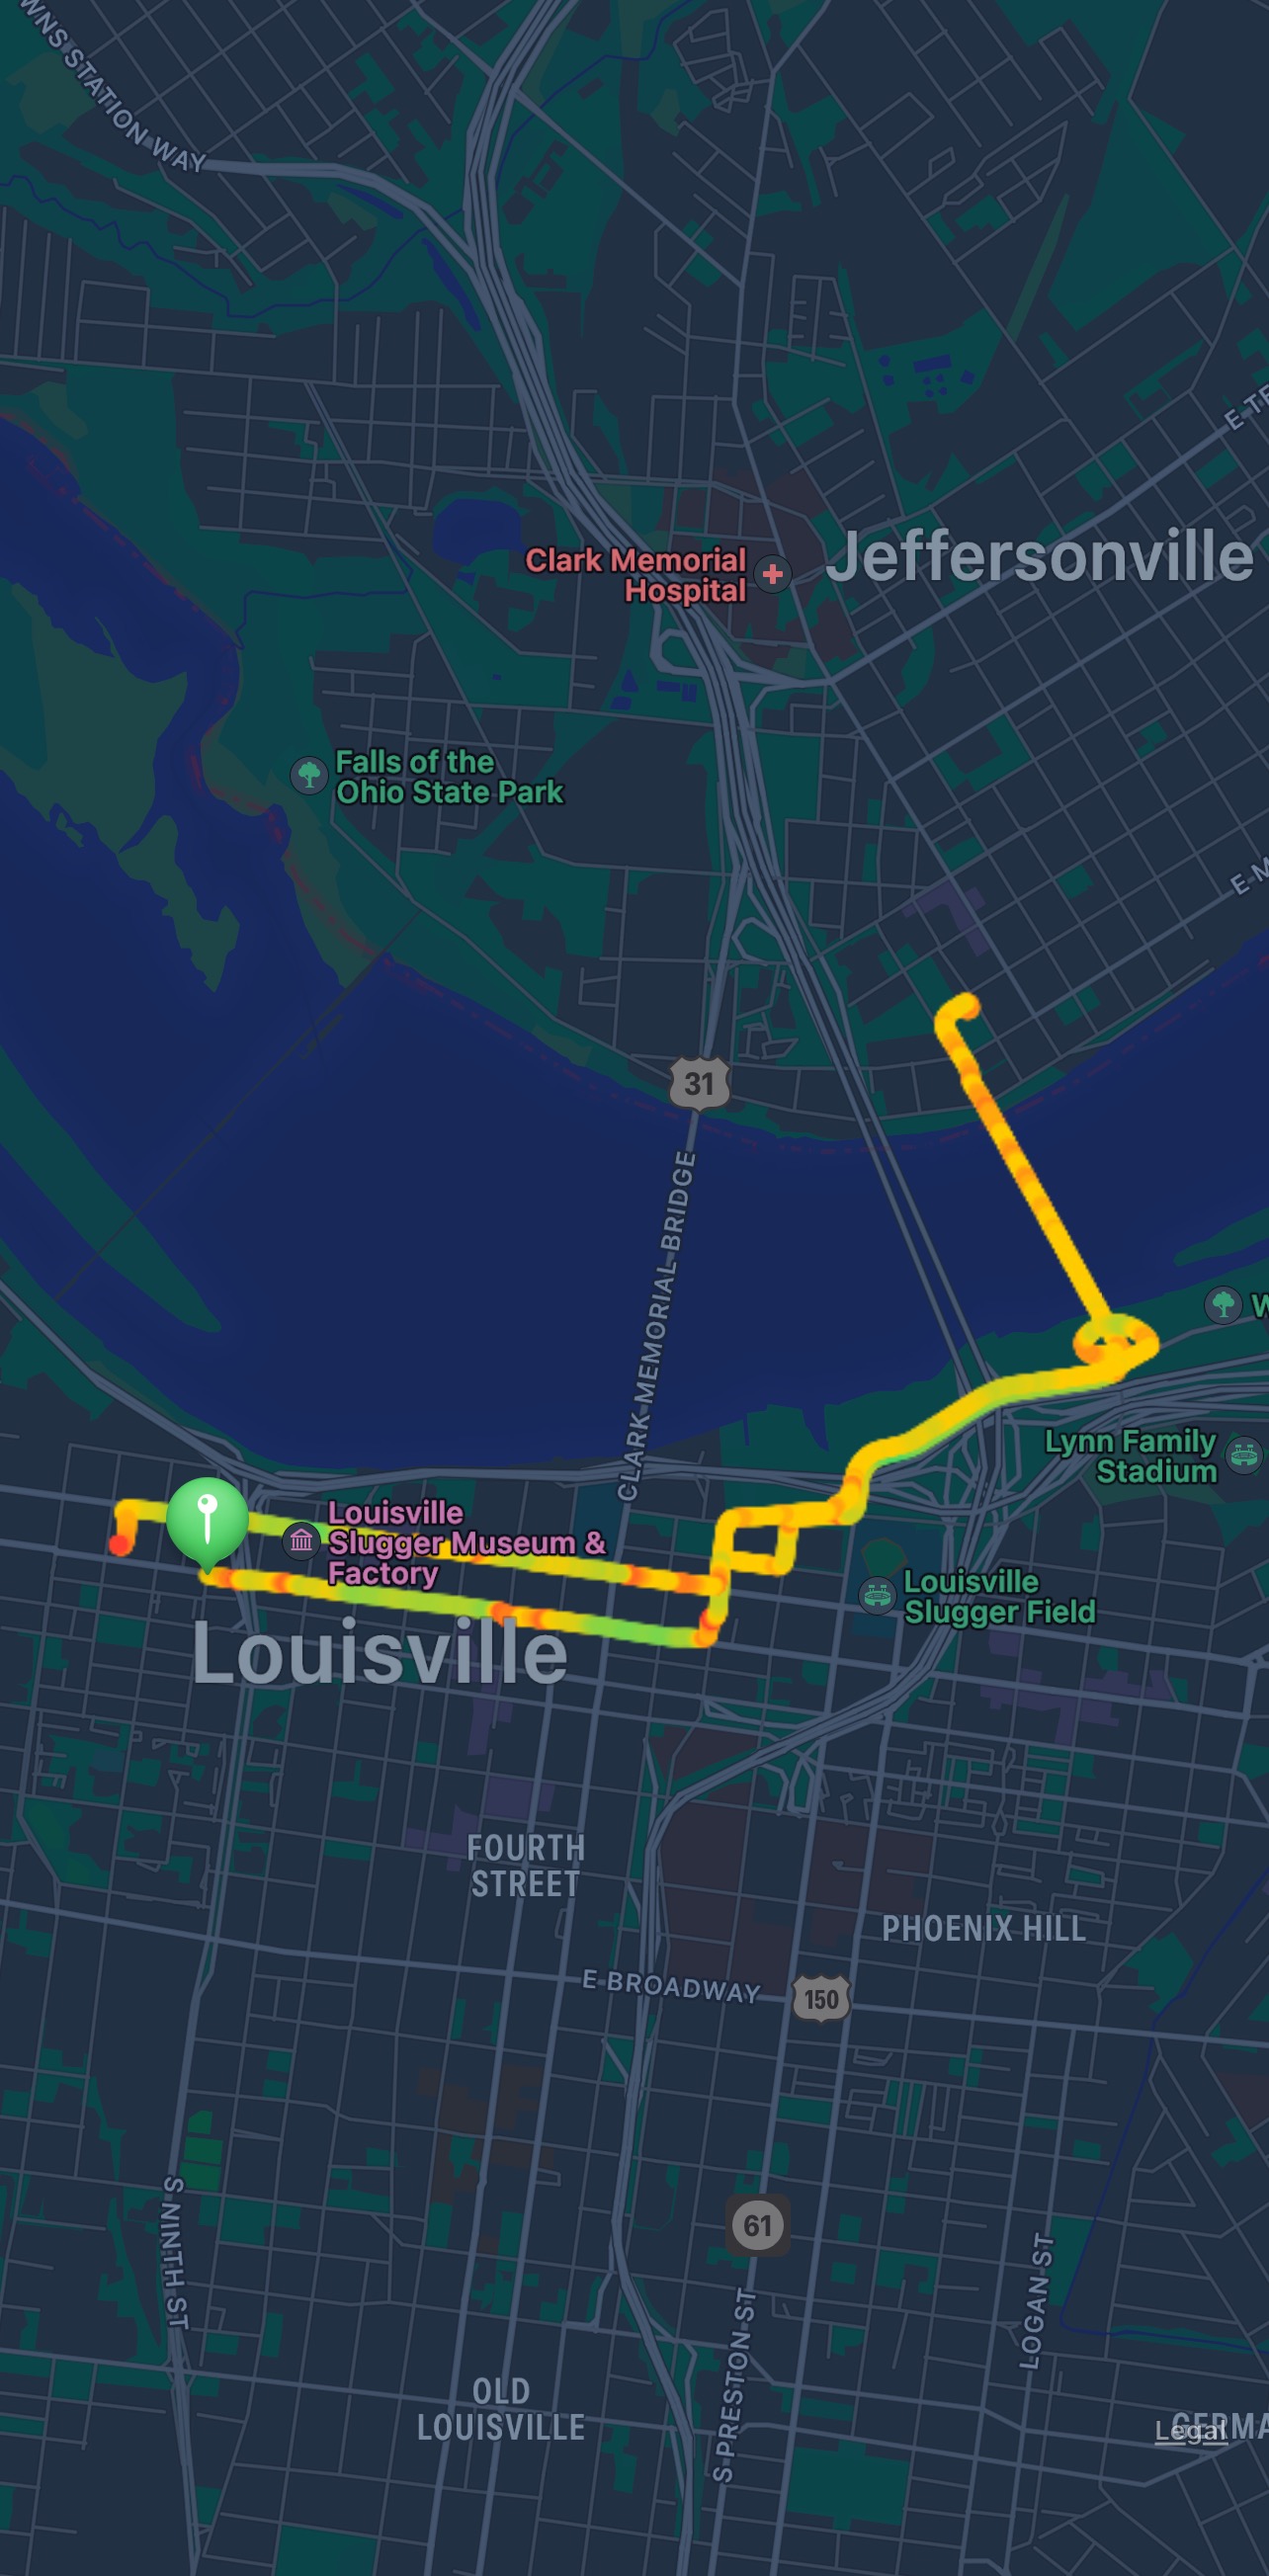 WNS STATION WAY
E TE
Clark Memorial
Hospital
Jeffersonville
Falls of the
Ohio State Park
E M
31
CLARK MEMORIAL BRIDGE
W
Lynn Family
Stadium
Louisville
Slugger Museum &
Factory
Louisville
Slugger Field
Louisville
FOURTH
STREET
PHOENIX HILL
E BROADWAY
150
S NINTH ST
61
LOGAN ST
S PRESTON ST
OLD
LOUISVILLE
GERMA
Legal